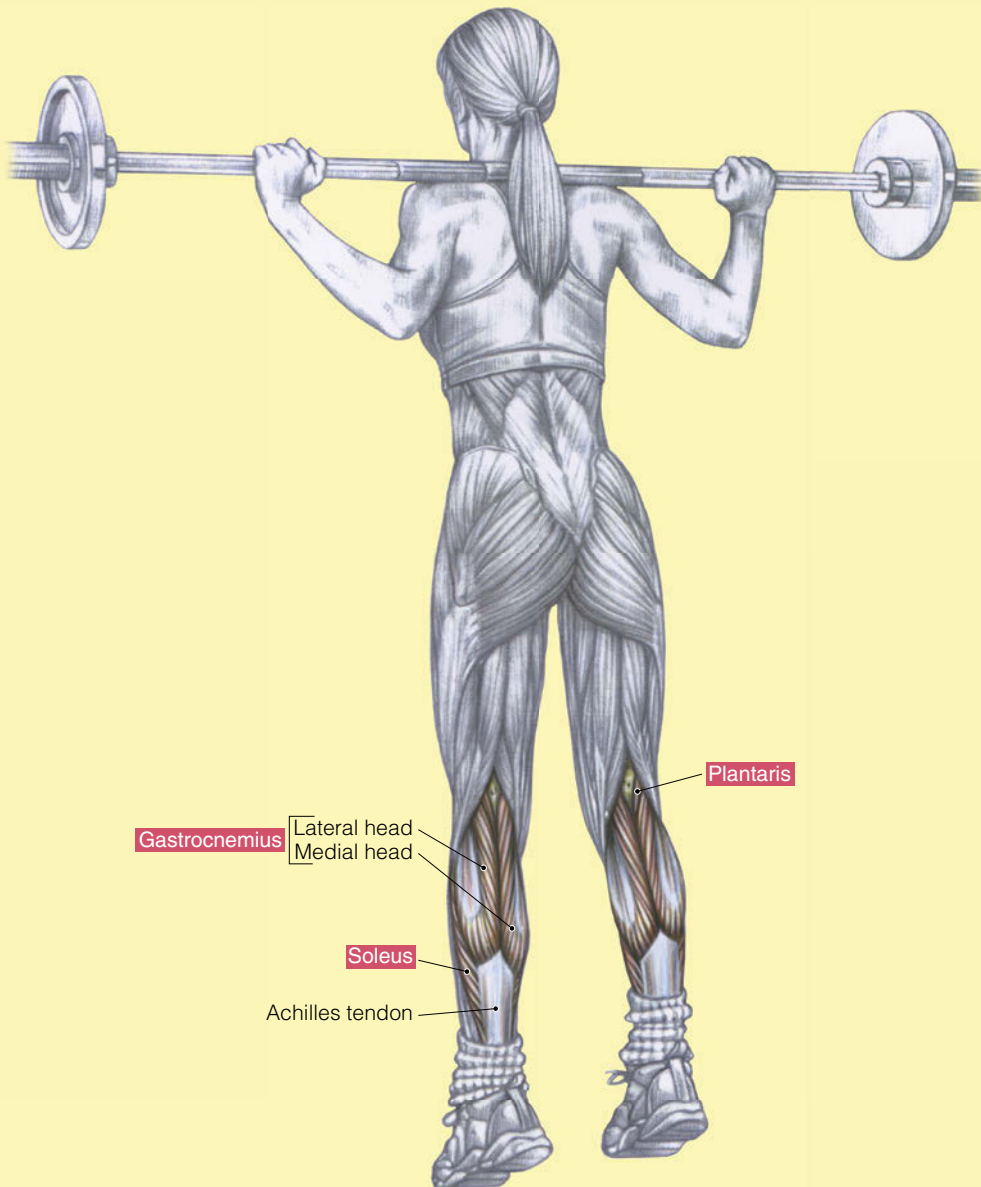 Plantaris
Gastrocnemius
Lateral head
Medial head
Soleus
Achilles tendon